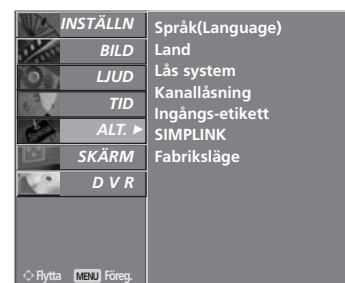 INSTÄLLN
BILD
LJUD
TID
ALT. ►
SKÄRM
D V R
Språk(Language)
Land
Lås system
Kanallåsning
Ingångs-etikett
SIMPLINK
Fabriksläge
Flytta MENU Föreg.